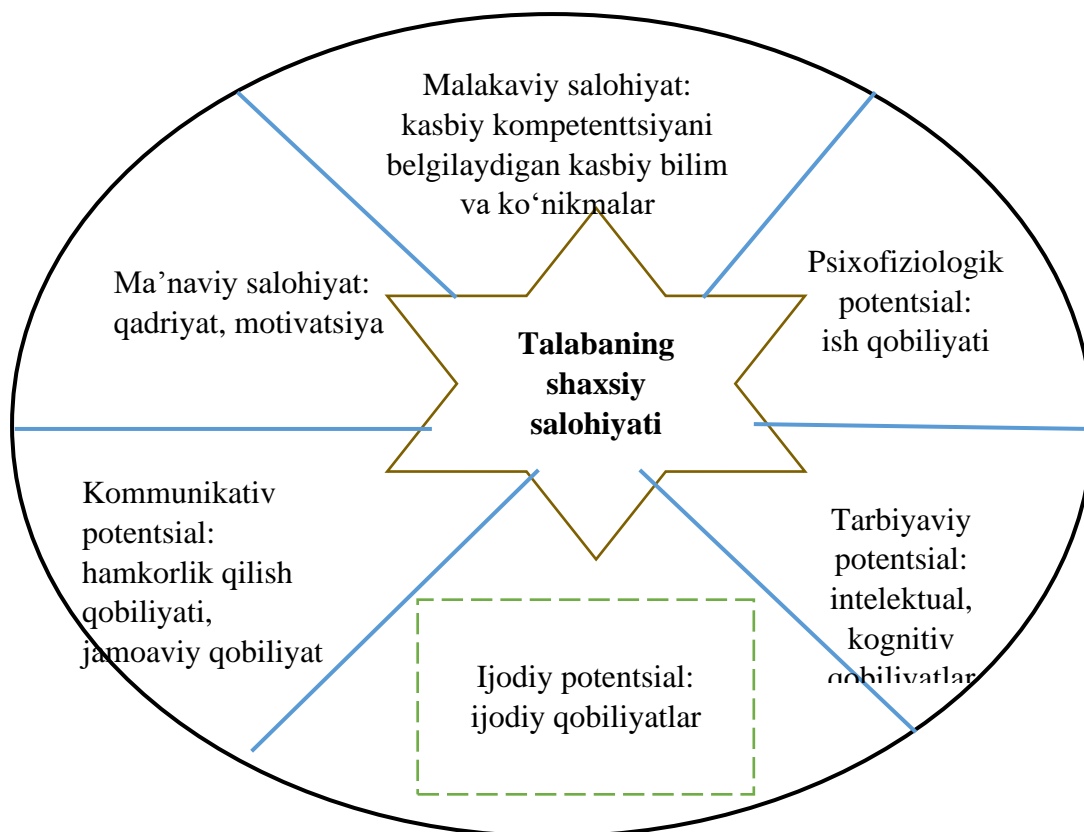 Malakaviy salohiyat:
kasbiy kompetenttsiyani
belgilaydigan kasbiy bilim
va ko‘nikmalar
Ma’naviy salohiyat:
qadriyat, motivatsiya
Psixofiziologik
potentsial:
ish qobiliyati
Talabaning
shaxsiy
salohiyati
Kommunikativ
potentsial:
hamkorlik qilish
qobiliyati,
jamoaviy qobiliyat
Tarbiyaviy
potentsial:
intelektual,
kognitiv
qobiliyatlar
Ijodiy potentsial:
ijodiy qobiliyatlar